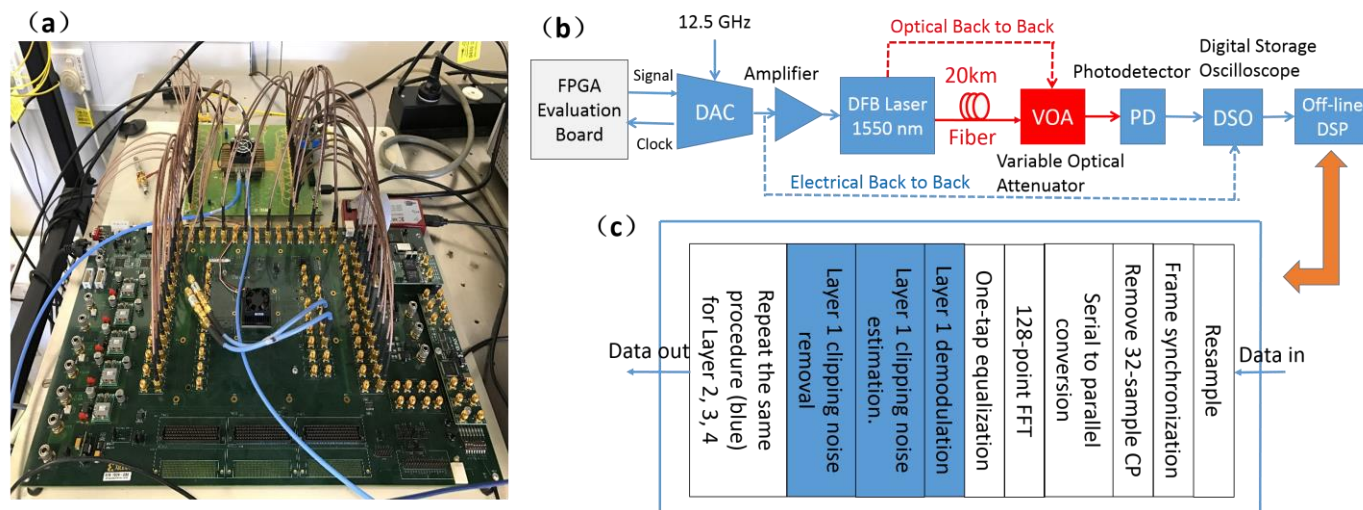 (a)
(b)
12.5 GHz
Optical Back to Back
Digital Storage
Oscilloscope
FPGA
Evaluation
Board
Signal
Clock
DAC
Amplifier
DFB Laser
1550 nm
20km
Fiber
VOA
Variable Optical
Attenuator
Photodetector
PD
DSO
Off-line
DSP
Electrical Back to Back
(c)
Data out
Repeat the same
procedure (blue)
for Layer 2, 3, 4
Layer 1 clipping noise
removal
Layer 1 clipping noise
estimation.
Layer 1 demodulation
One-tap equalization
128-point FFT
Serial to parallel
conversion
Remove 32-sample CP
Frame synchronization
Resample
Data in